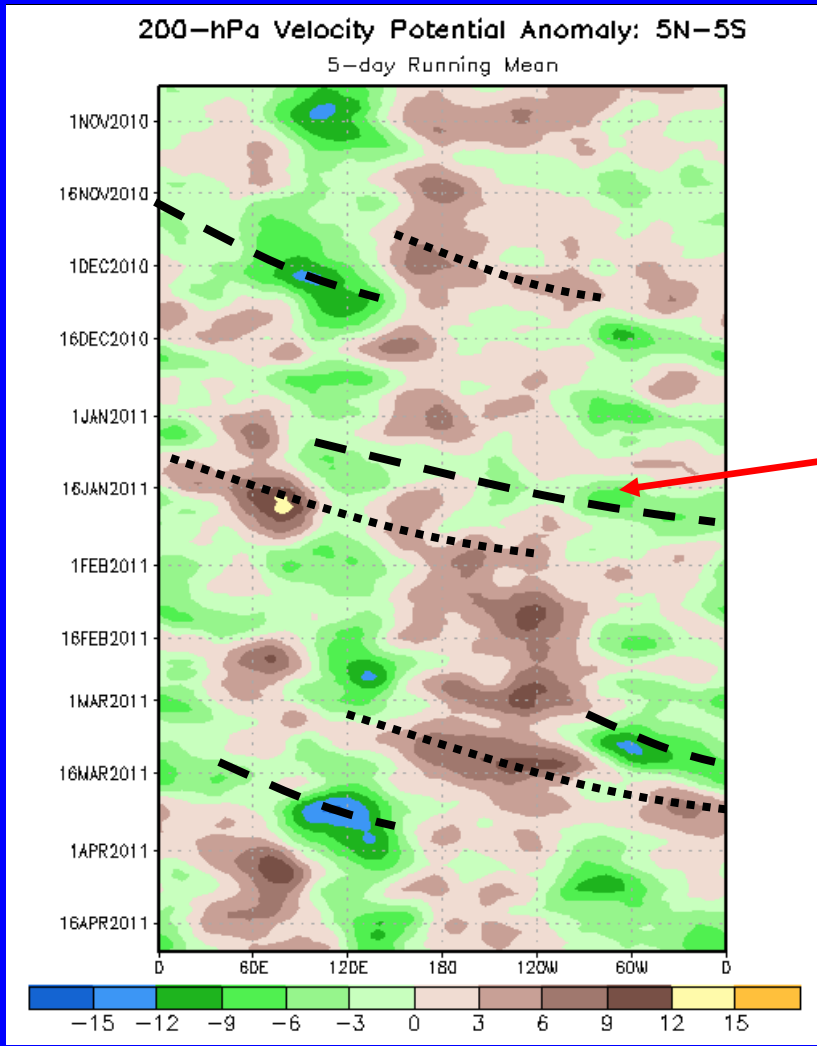 200-hPa Velocity Potential Anomaly: 5N-5S
5-day Running Mean
1NOV2010
16NOV2010
1DEC2010
16DEC2010
1JAN2011
16JAN2011
1FEB2011
16FEB2011
1MAR2011
16MAR2011
1APR2011
16APR2011
0 60E 120E 180 120W 60W 0
-15 -12 -9 -6 -3 0 3 6 9 12 15